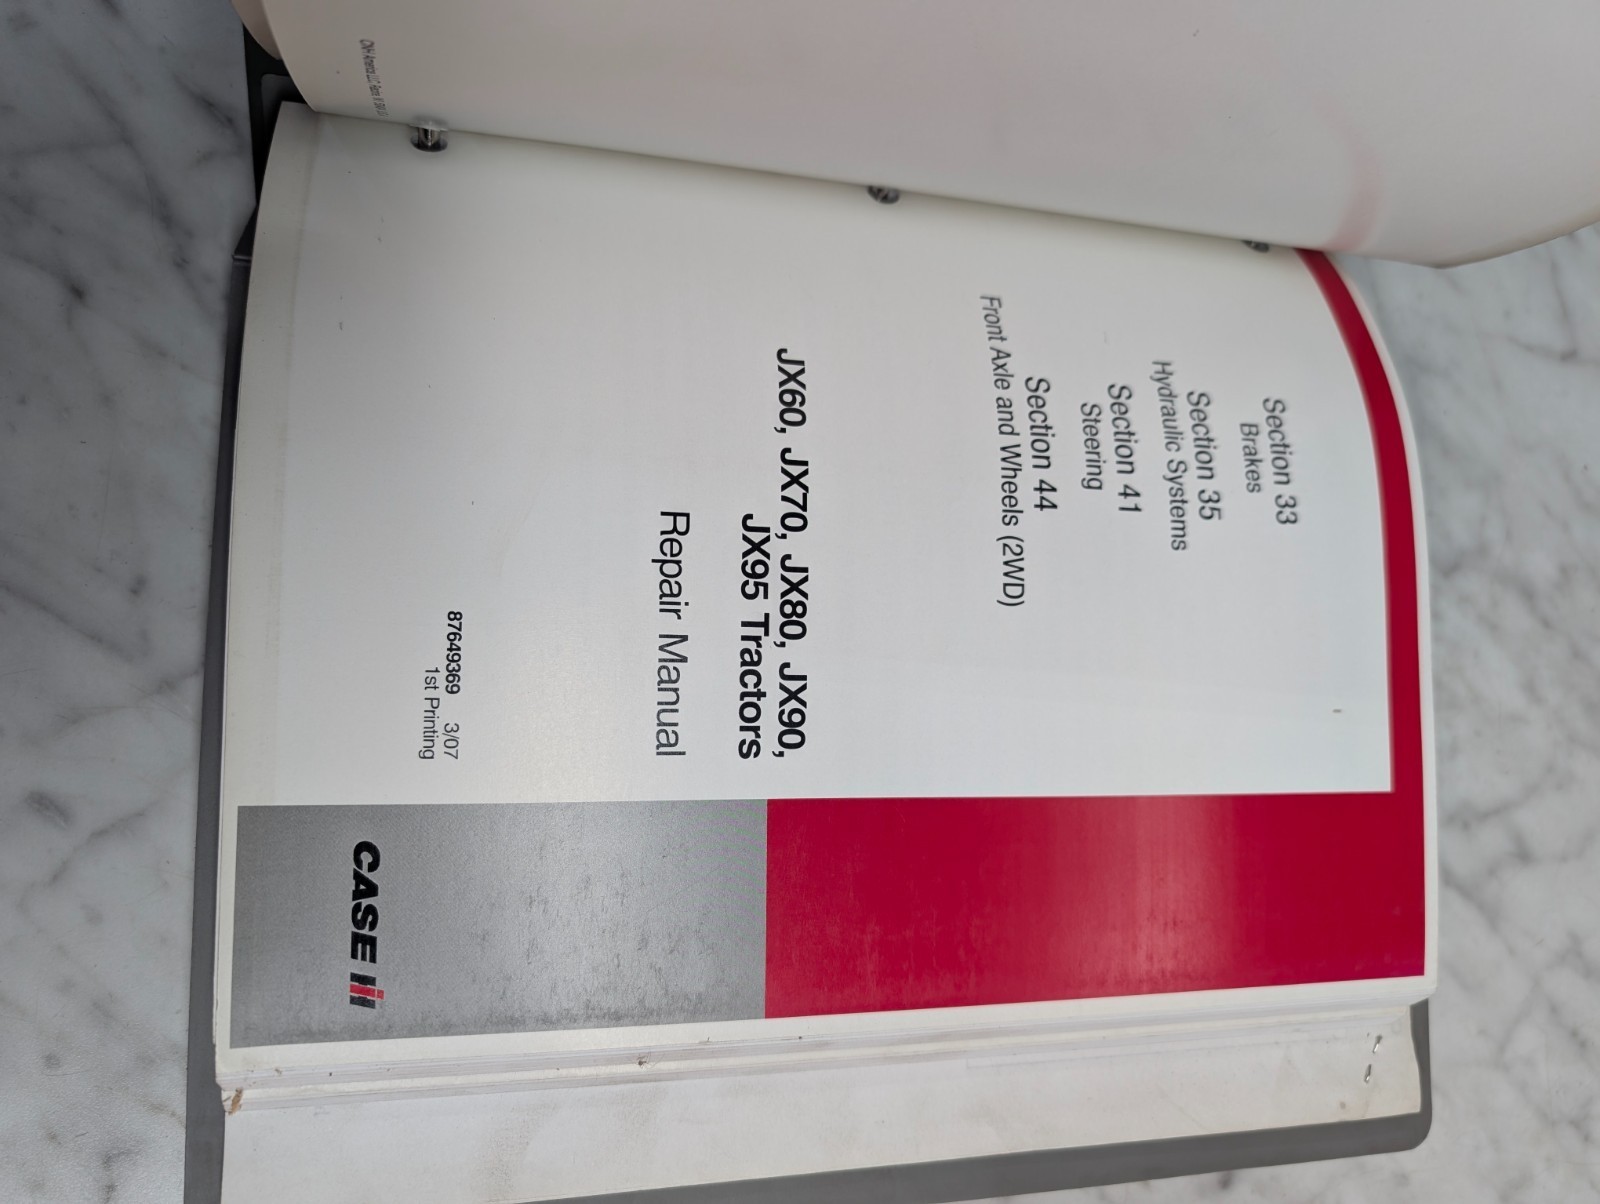 Section 33
Brakes
Section 35
Hydraulic Systems
Section 41
Steering
Section 44
Front Axle and Wheels (2WD)
JX60, JX70, JX80, JX90,
JX95 Tractors
Repair Manual
87649369 3/07
1st Printing
CASE IH